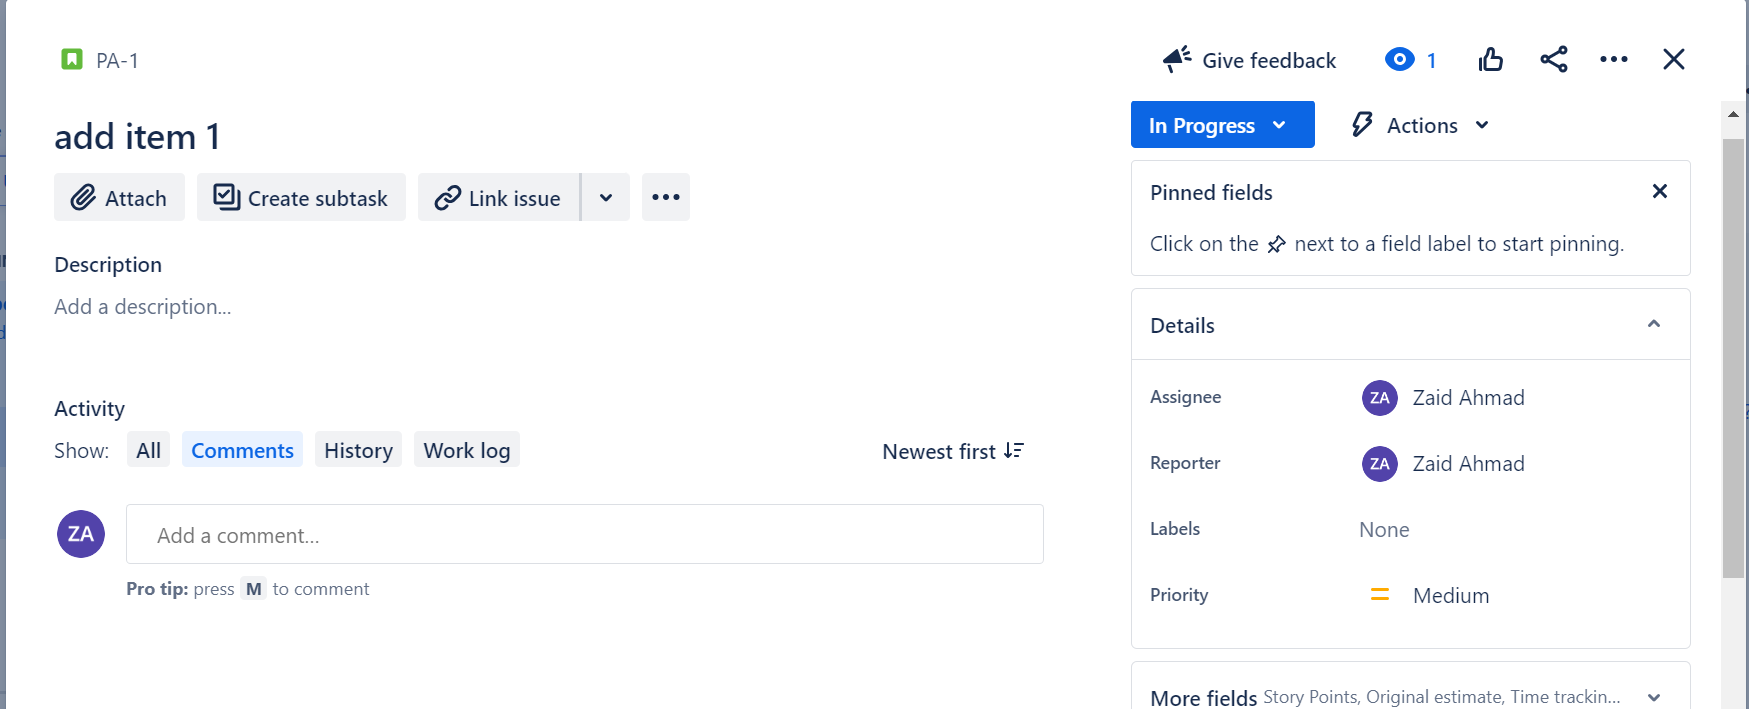 PA-1
Give feedback
1
add item 1
In Progress
Actions
Attach
Create subtask
Link issue
Pinned fields
Click on the next to a field label to start pinning.
Description
Add a description...
Details
Assignee
ZA Zaid Ahmad
Reporter
ZA Zaid Ahmad
Labels
None
Priority
Medium
Activity
Show: All Comments History Work log
Newest first
ZA
Add a comment...
Pro tip: press M to comment
More fields Story Points, Original estimate, Time trackin...